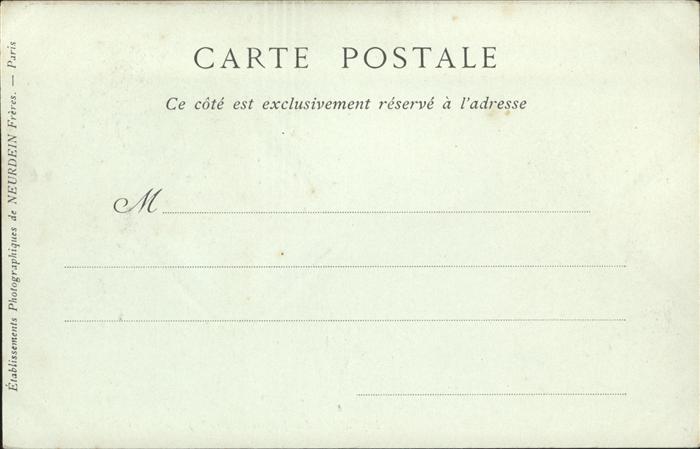 CARTE POSTALE
Ce côté est exclusivement réservé à l'adresse
M
Établissements Photographiques de NEURDEIN Frères. — Paris